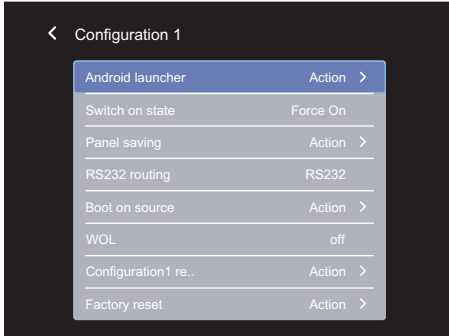 Configuration 1
Android launcher Action
Switch on state Force On
Panel saving Action
RS232 routing RS232
Boot on source Action
WOL off
Configuration1 re.. Action
Factory reset Action